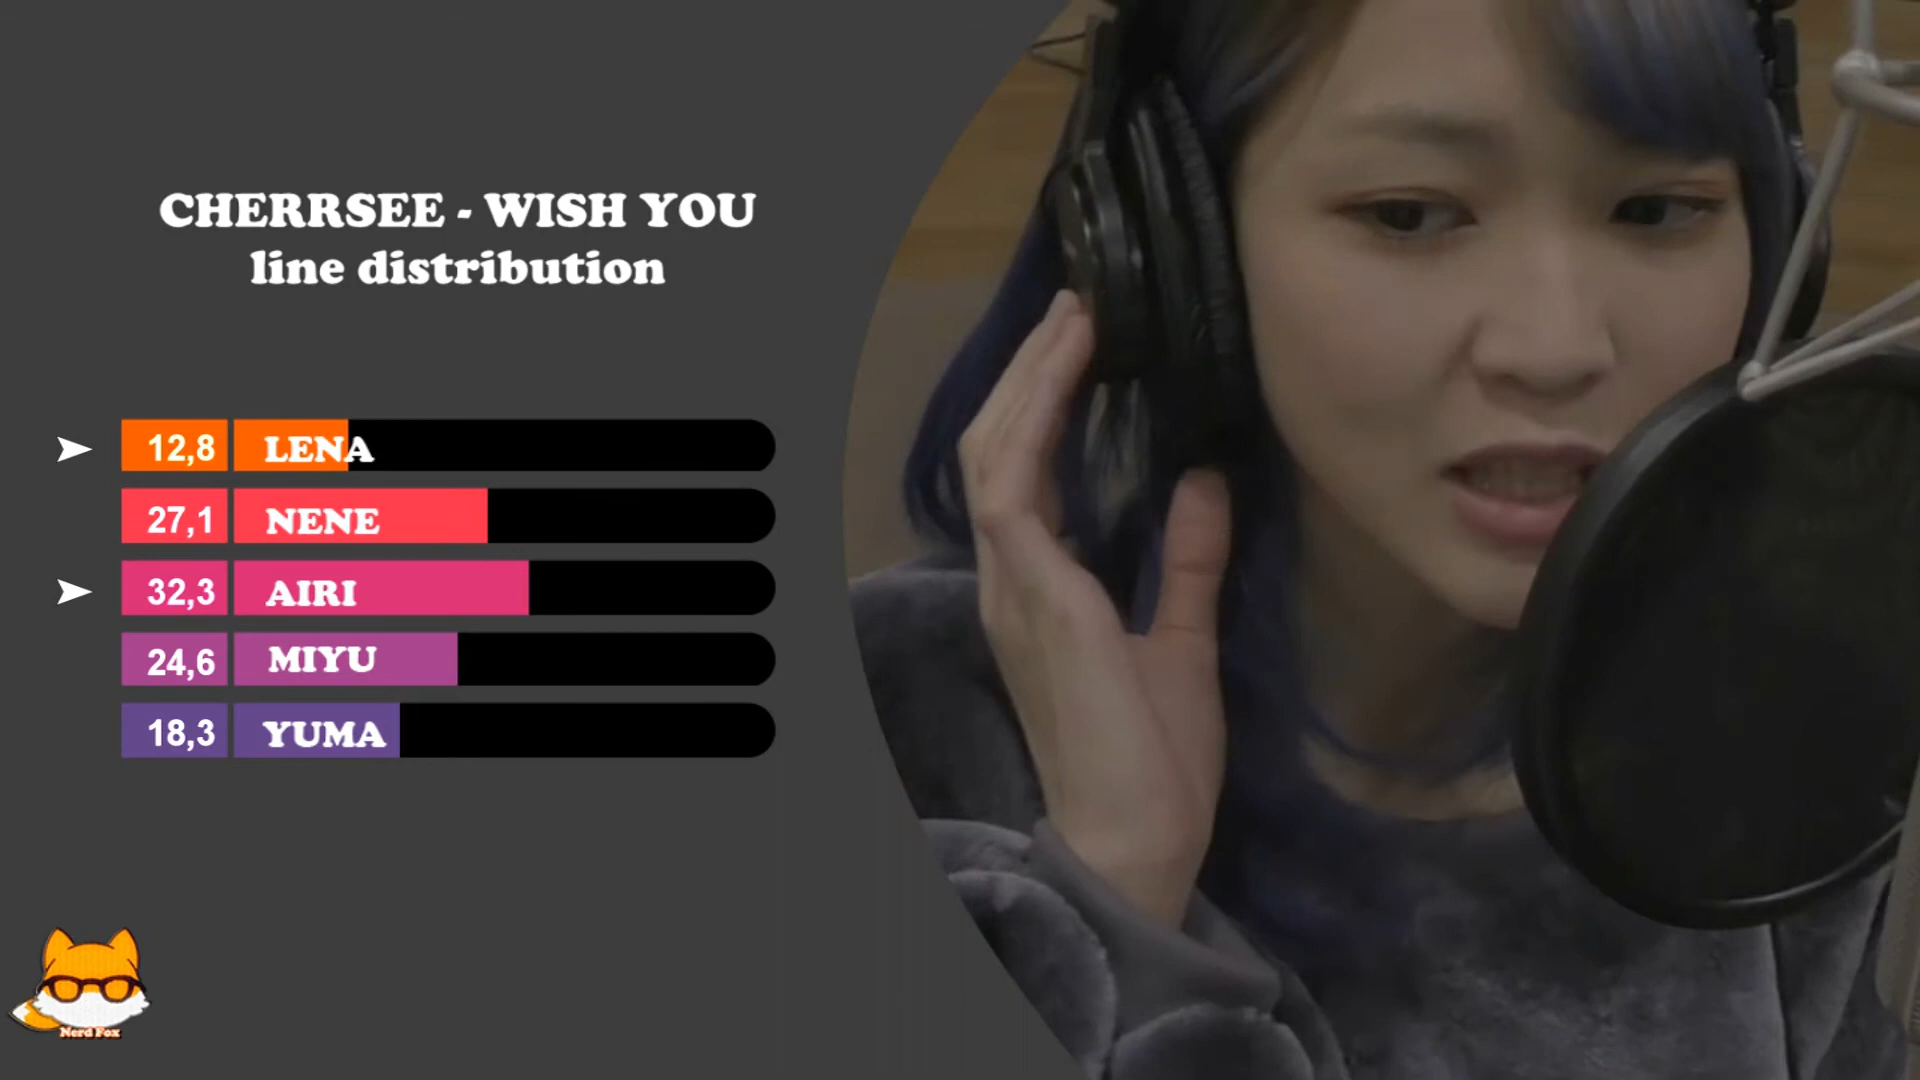 CHERRSEE - WISH YOU
line distribution
12,8 LENA
27,1 NENE
32,3 AIRI
24,6 MIYU
18,3 YUMA
Nerd Fox